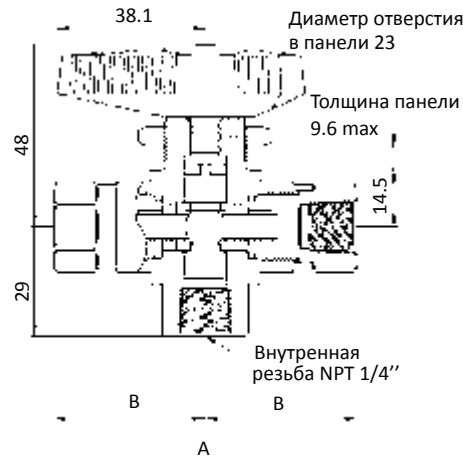 38.1
Диаметр отверстия
в панели 23
Толщина панели
9.6 max
48
14.5
29
Внутренная
резьба NPT 1/4’’
B
B
A